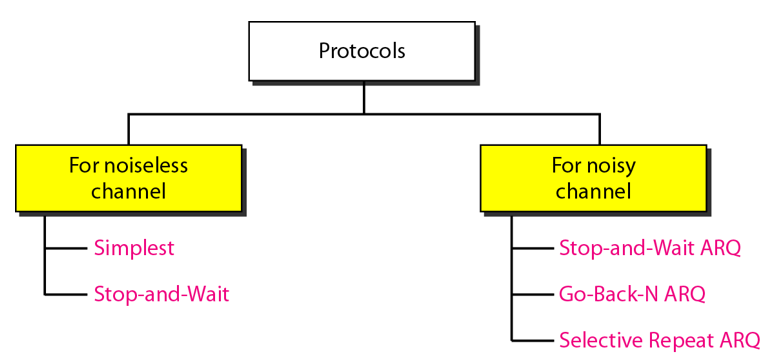 Protocols
For noiseless
channel
For noisy
channel
Simplest
Stop-and-Wait
Stop-and-Wait ARQ
Go-Back-N ARQ
Selective Repeat ARQ